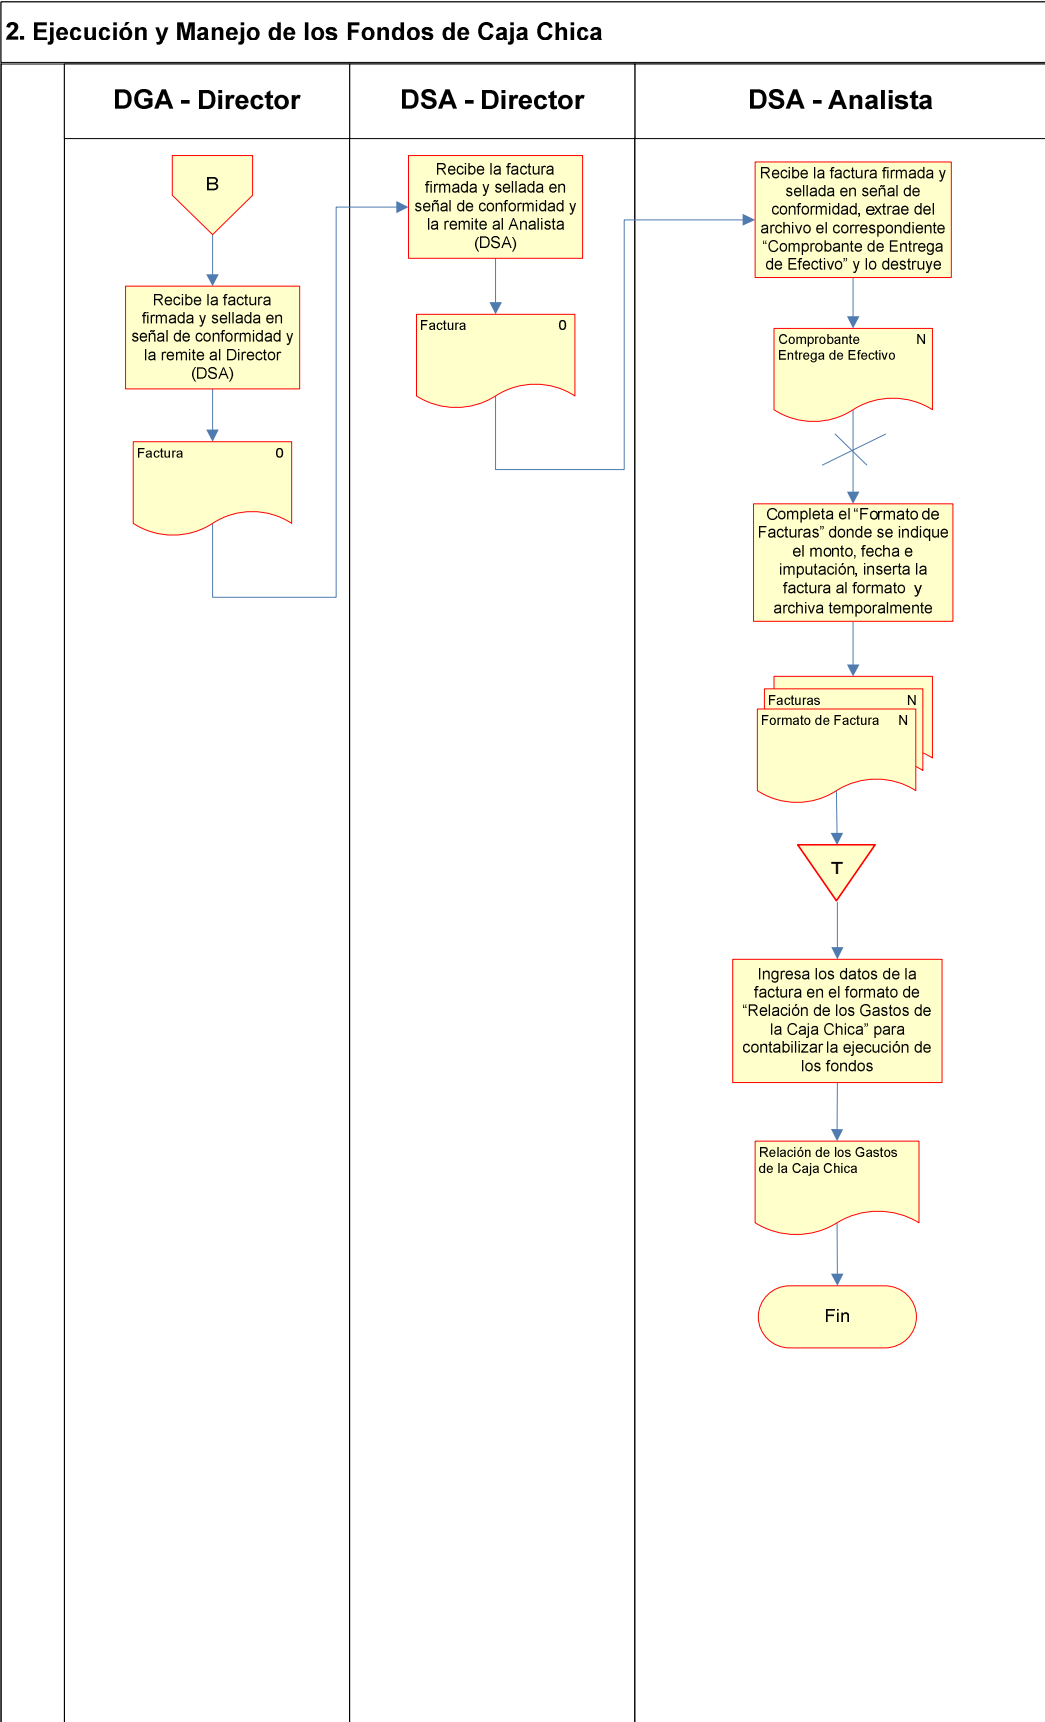 2. Ejecución y Manejo de los Fondos de Caja Chica
DGA - Director
DSA - Director
DSA - Analista
B
Recibe la factura
firmada y sellada en
señal de conformidad y
la remite al Director
(DSA)
Factura 0
Recibe la factura
firmada y sellada en
señal de conformidad y
la remite al Analista
(DSA)
Factura 0
Recibe la factura firmada y
sellada en señal de
conformidad, extrae del
archivo el correspondiente
“Comprobante de Entrega
de Efectivo” y lo destruye
Comprobante N
Entrega de Efectivo
Completa el “Formato de
Facturas” donde se indique
el monto, fecha e
imputación, inserta la
factura al formato y
archiva temporalmente
Facturas N
Formato de Factura N
T
Ingresa los datos de la
factura en el formato de
“Relación de los Gastos de
la Caja Chica” para
contabilizar la ejecución de
los fondos
Relación de los Gastos
de la Caja Chica
Fin